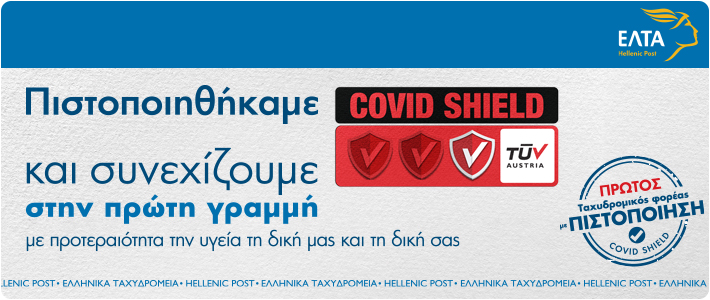 ΕΛΤΑ
Hellenic Post
Πιστοποιηθήκαμε
COVID SHIELD
TÜV
AUSTRIA
και συνεχίζουμε
στην πρώτη γραμμή
με προτεραιότητα την υγεία τη δική μας και τη δική σας
ΠΡΩΤΟΣ
Ταχυδρομικός φορέας
με ΠΙΣΤΟΠΟΙΗΣΗ
COVID SHIELD
LLENIC POST • ΕΛΛΗΝΙΚΑ ΤΑΧΥΔΡΟΜΕΙΑ • HELLENIC POST • ΕΛΛΗΝΙΚΑ ΤΑΧΥΔΡΟΜΕΙΑ • HELLENIC POST • ΕΛΛΗΝΙΚΑ ΤΑΧΥΔΡΟΜΕΙΑ • HELLENIC POST • ΕΛΛΗΝ